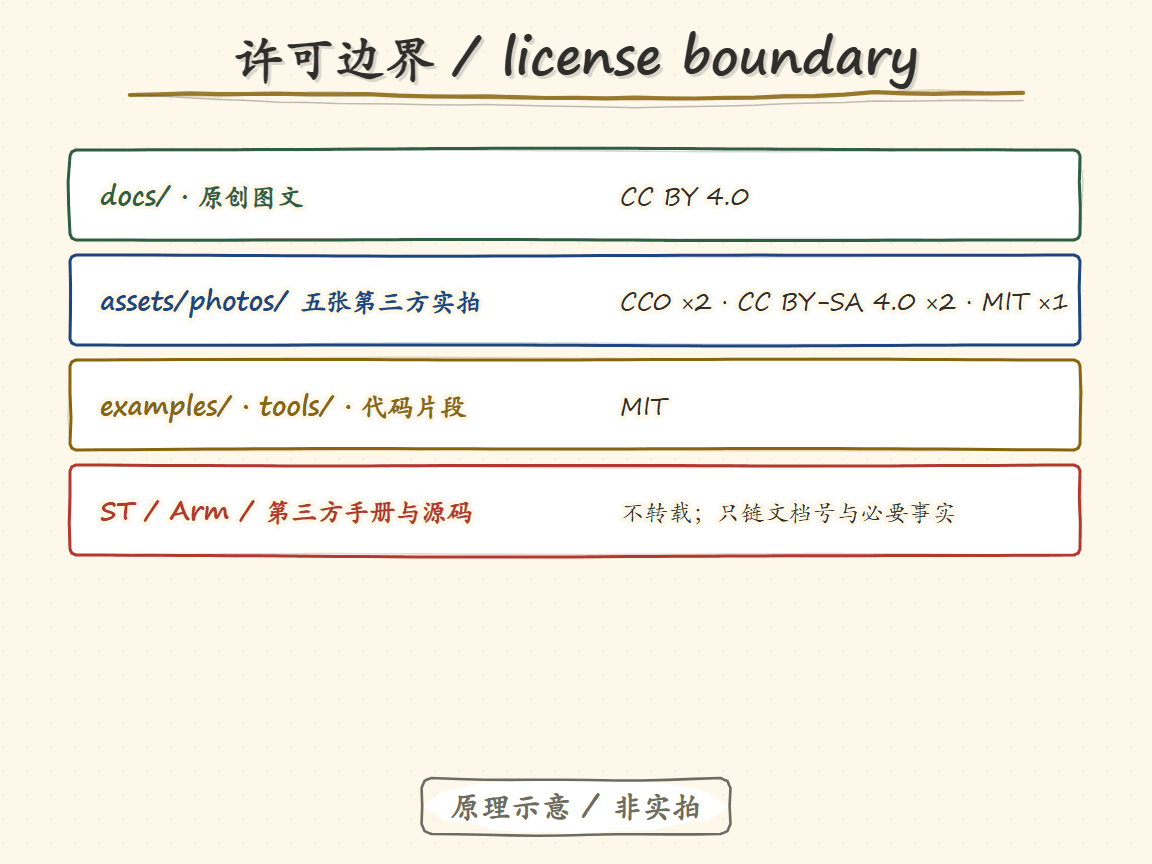 许可边界 / license boundary
docs/ · 原创图文 CC BY 4.0
assets/photos/ 五张第三方实拍 CC0 ×2 · CC BY-SA 4.0 ×2 · MIT ×1
examples/ · tools/ · 代码片段 MIT
ST / Arm / 第三方手册与源码 不转载；只链文档号与必要事实
原理示意 / 非实拍